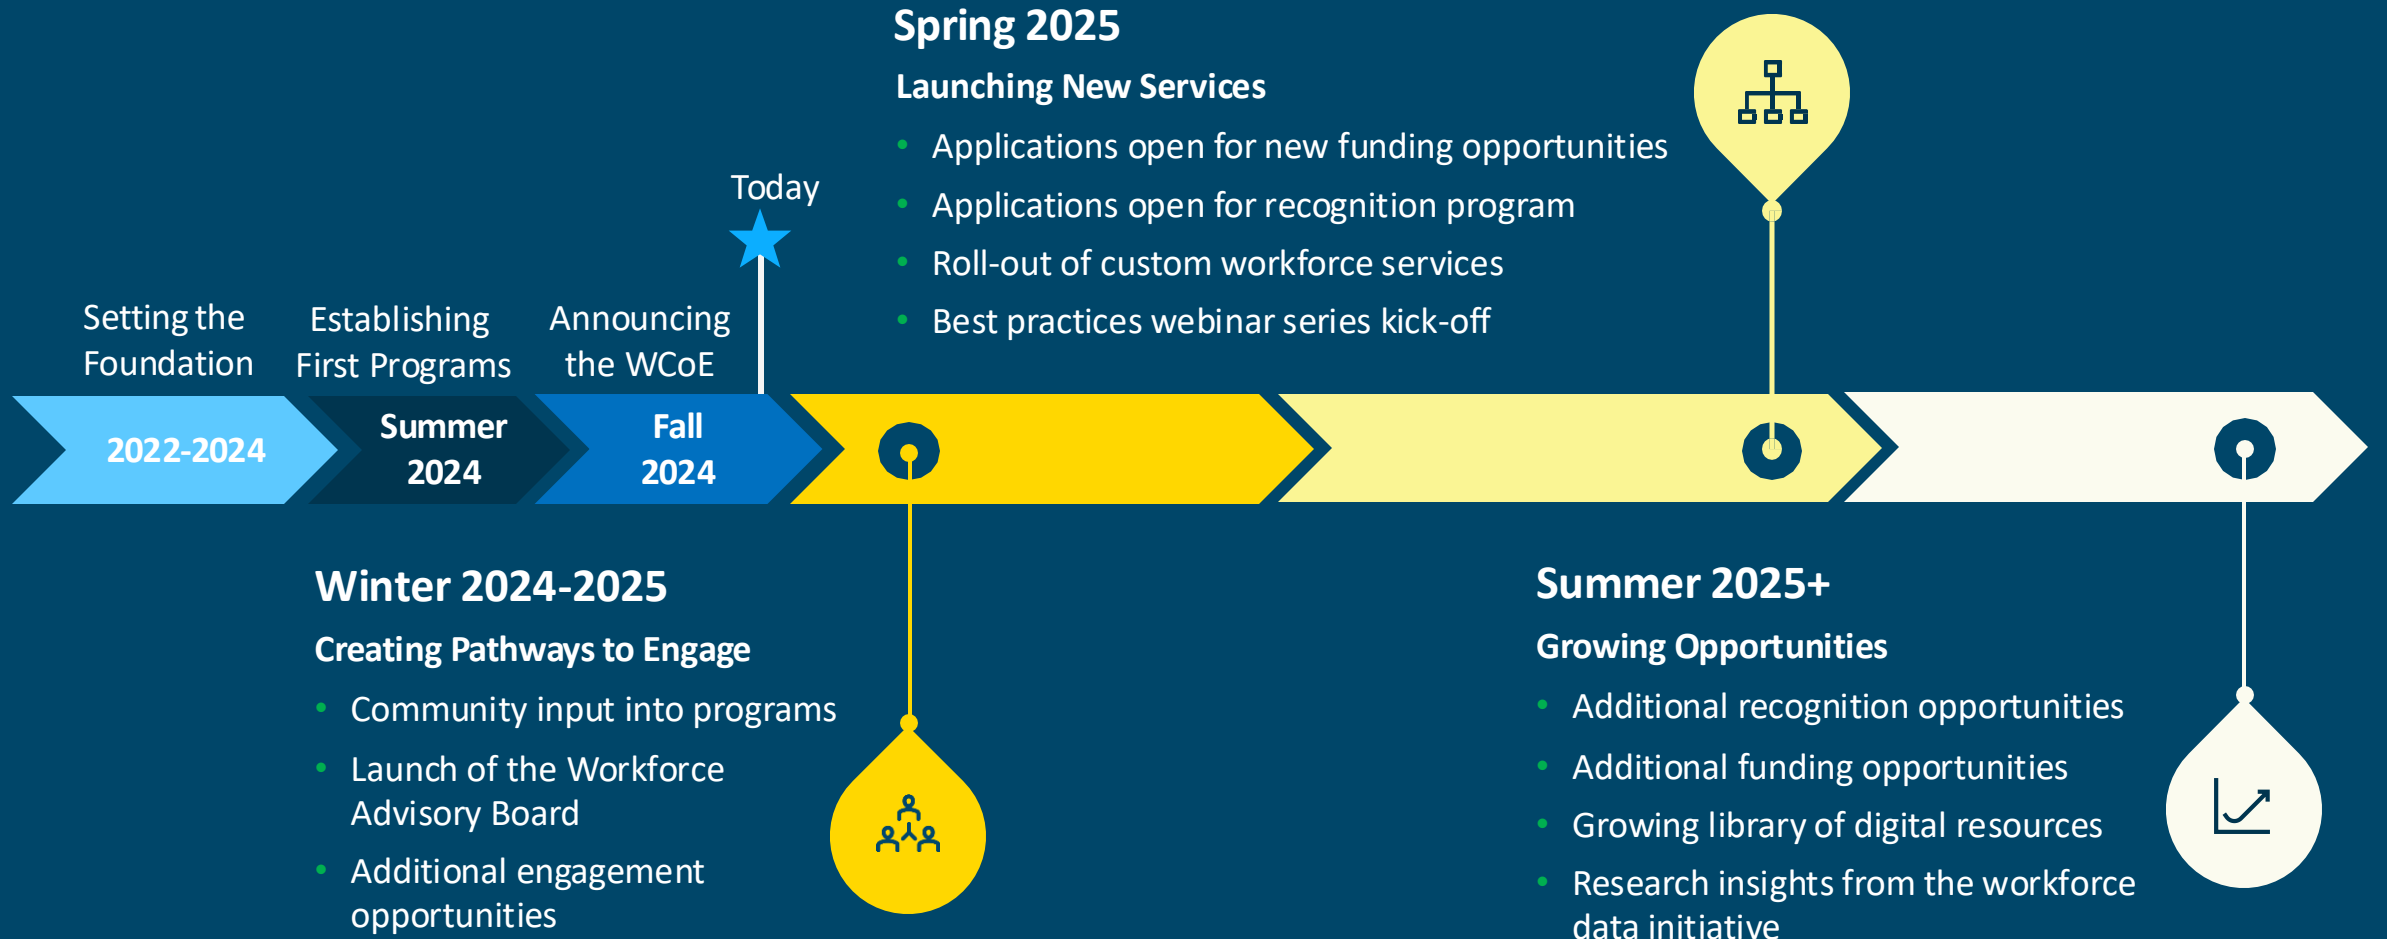 Spring 2025
Launching New Services
• Applications open for new funding opportunities
• Applications open for recognition program
• Roll-out of custom workforce services
• Best practices webinar series kick-off
Today
Setting the
Foundation
Establishing
First Programs
Announcing
the WCoE
2022-2024
Summer
2024
Fall
2024
Winter 2024-2025
Creating Pathways to Engage
• Community input into programs
• Launch of the Workforce
Advisory Board
• Additional engagement
opportunities
Summer 2025+
Growing Opportunities
• Additional recognition opportunities
• Additional funding opportunities
• Growing library of digital resources
• Research insights from the workforce
data initiative